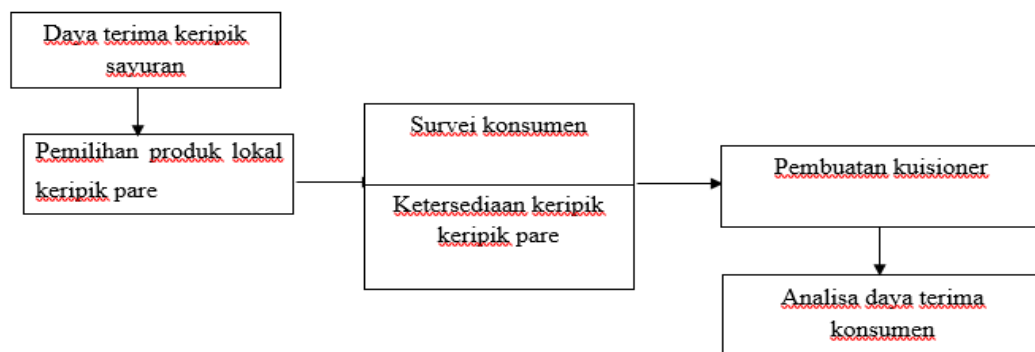 Daya terima keripik
sayuran
Pemilihan produk lokal
keripik pare
Survei konsumen
Ketersediaan keripik
keripik pare
Pembuatan kuisioner
Analisa daya terima
konsumen